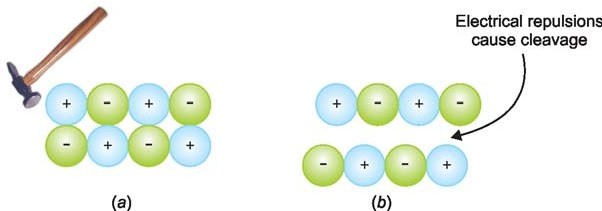 Electrical repulsions
cause cleavage
+ - + -
- + - +
+ - + -
- + - +
(a)
(b)